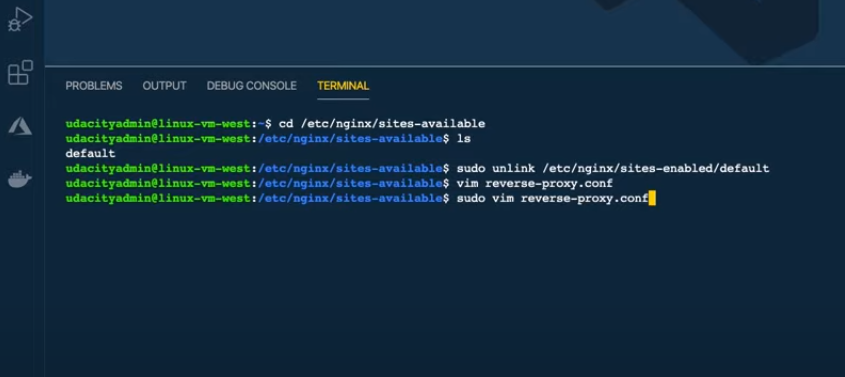 PROBLEMS OUTPUT DEBUG CONSOLE TERMINAL
udacityadmin@linux-vm-west:~$ cd /etc/nginx/sites-available
udacityadmin@linux-vm-west:/etc/nginx/sites-available$ ls
default
udacityadmin@linux-vm-west:/etc/nginx/sites-available$ sudo unlink /etc/nginx/sites-enabled/default
udacityadmin@linux-vm-west:/etc/nginx/sites-available$ vim reverse-proxy.conf
udacityadmin@linux-vm-west:/etc/nginx/sites-available$ sudo vim reverse-proxy.conf